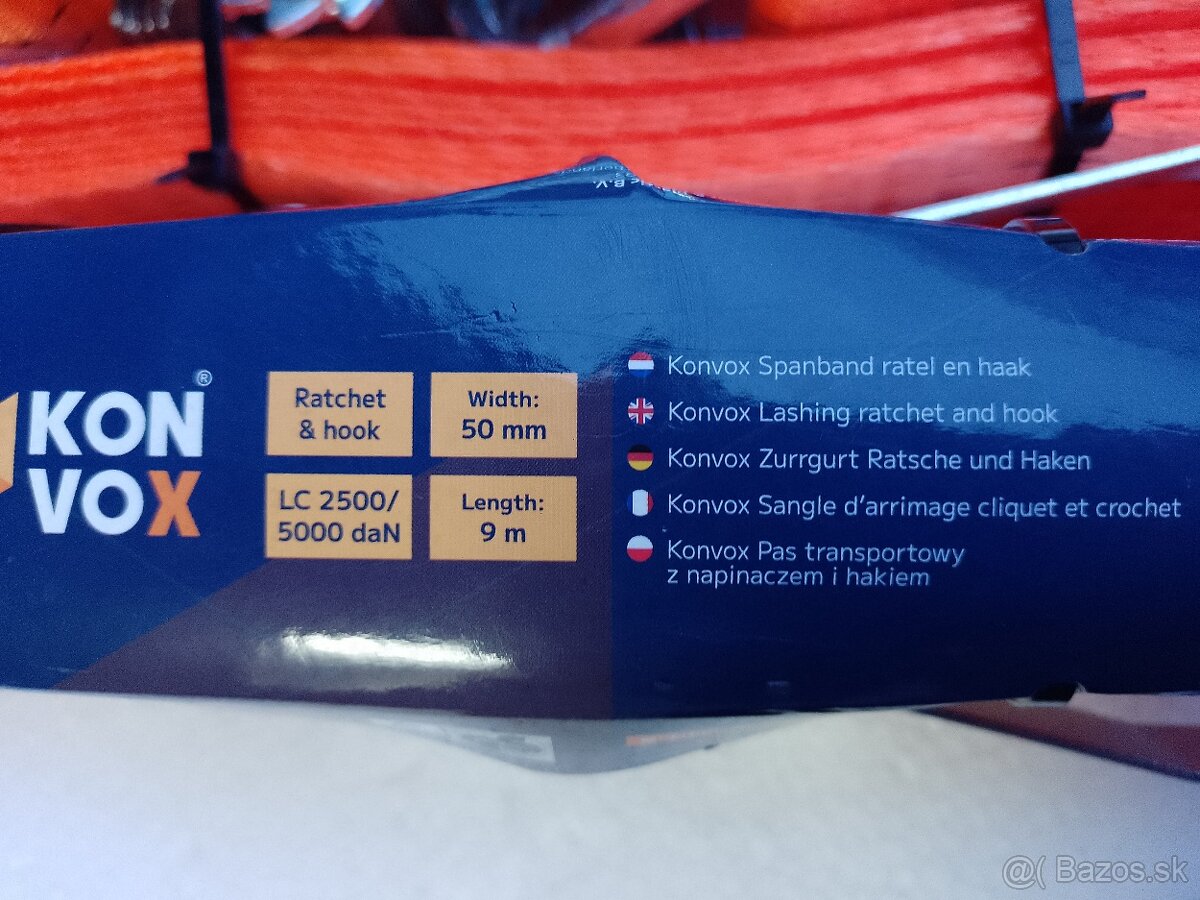 B.V.
KON®
VOX
Ratchet
& hook
Width:
50 mm
LC 2500/
5000 daN
Length:
9 m
Konvox Spanband ratel en haak
Konvox Lashing ratchet and hook
Konvox Zurrgurt Ratsche und Haken
Konvox Sangle d'arrimage cliquet et crochet
Konvox Pas transportowy
z napinaczem i hakiem
@( Bazos.sk